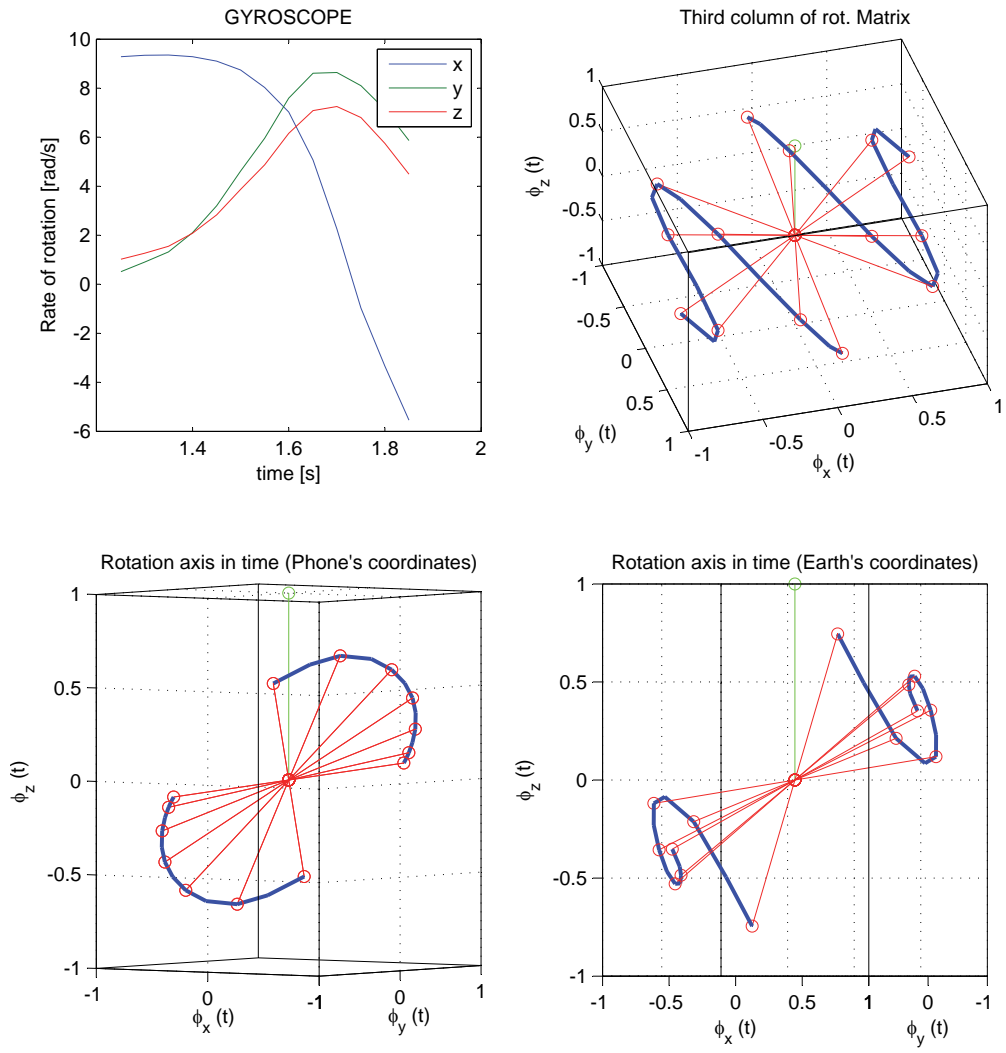 GYROSCOPE
10
8
6
4
2
0
-2
-4
-6
1.4
1.6
1.8
2
Rate of rotation [rad/s]
time [s]
x
y
z
Third column of rot. Matrix
1
0.5
0
-0.5
-1
ϕz (t)
-1
-0.5
0
0.5
1
ϕy (t)
-1
-0.5
0
0.5
1
ϕx (t)
Rotation axis in time (Phone's coordinates)
1
0.5
0
-0.5
-1
ϕz (t)
-1
0
-1
0
1
ϕx (t)
ϕy (t)
Rotation axis in time (Earth's coordinates)
1
0.5
0
-0.5
-1
ϕz (t)
-1
-0.5
0
0.5
1
-0
1
ϕx (t)
ϕy (t)